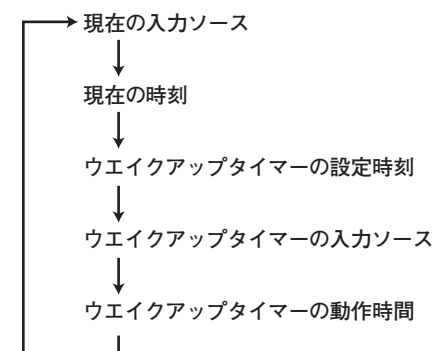 現在の入力ソース
現在の時刻
ウエイクアップタイマーの設定時刻
ウエイクアップタイマーの入力ソース
ウエイクアップタイマーの動作時間